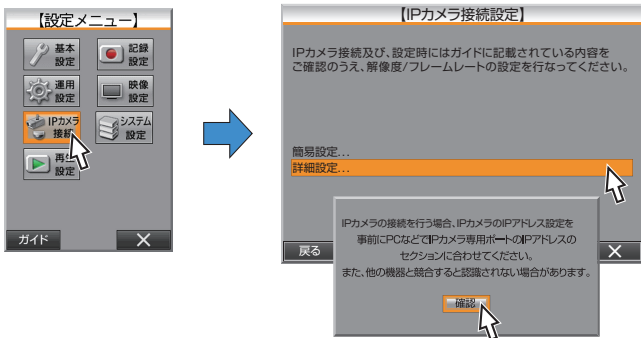 【設定メニュー】
基本
設定
記録
設定
運用
設定
映像
設定
IPカメラ
接続
システム
設定
再生
設定
ガイド
×
【IPカメラ接続設定】
IPカメラ接続及び、設定時にはガイドに記載されている内容を
ご確認のうえ、解像度/フレームレートの設定を行なってください。
簡易設定...
詳細設定...
戻る
×
IPカメラの接続を行う場合、IPカメラのIPアドレス設定を
事前にPCなどでIPカメラ専用ポートのIPアドレスの
セクションに合わせてください。
また、他の機器と競合すると認識されない場合があります。
確認